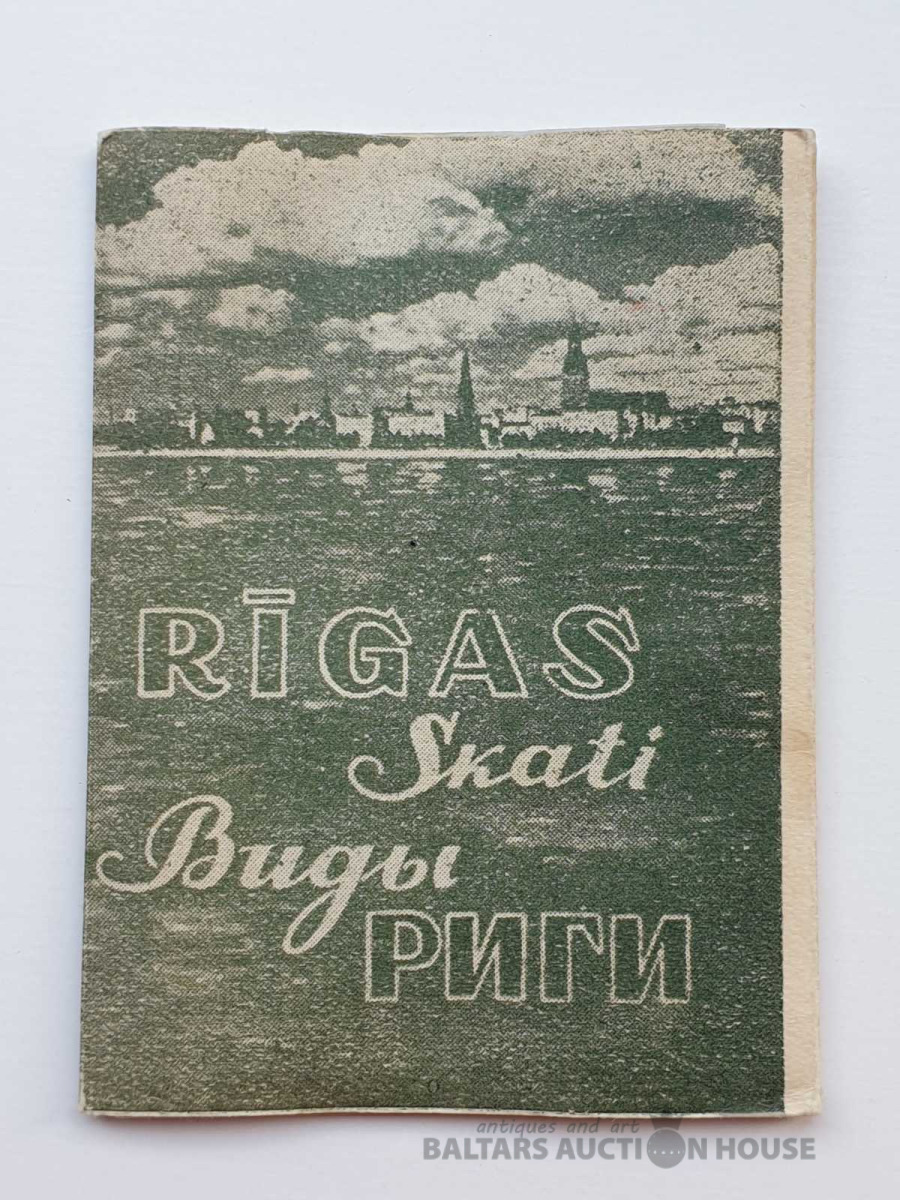 RĪGAS
Skati
Виды
РИГИ
antiques and art
BALTARS AUCTION HOUSE